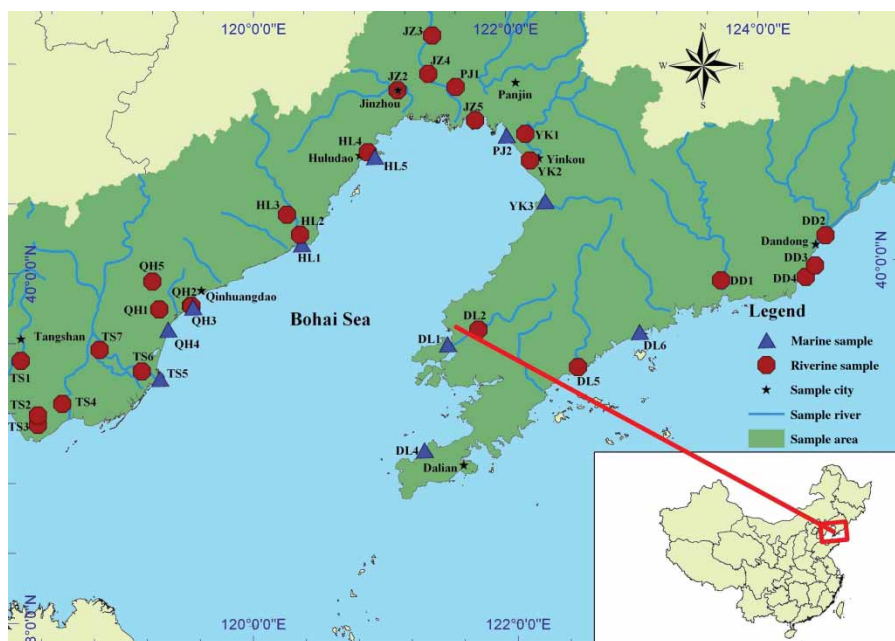 120°0'0"E
122°0'0"E
124°0'0"E
N
W
E
S
JZ3
JZ4
PJ1
JZ2
Jinzhou
Panjin
JZ5
YK1
PJ2
HL4
Huludao
HL5
Yinkou
YK2
YK3
HL3
HL2
HL1
DD2
Dandong
DD3
DD4
DD1
40°0'0"N
40°0'0"N
QH5
QH2
Qinhuangdao
QH1
QH3
QH4
Bohai Sea
DL2
DL1
DL6
DL5
Tangshan
TS7
TS6
TS1
TS5
TS4
TS2
TS3
DL4
Dalian
Legend
Marine sample
Riverine sample
Sample city
Sample river
Sample area
120°0'0"E
122°0'0"E